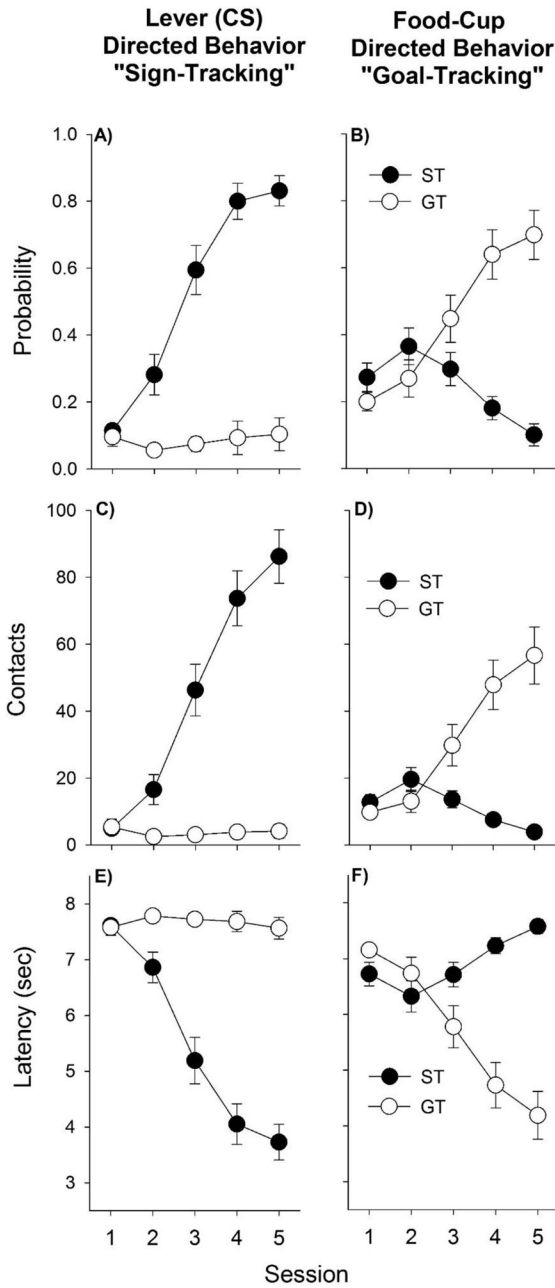 Lever (CS)
Directed Behavior
"Sign-Tracking"
Food-Cup
Directed Behavior
"Goal-Tracking"
A)
1.0
0.8
0.6
0.4
0.2
0.0
Probability
B)
ST
GT
C)
100
80
60
40
20
0
Contacts
D)
ST
GT
E)
8
7
6
5
4
3
Latency (sec)
F)
ST
GT
1 2 3 4 5
1 2 3 4 5
Session